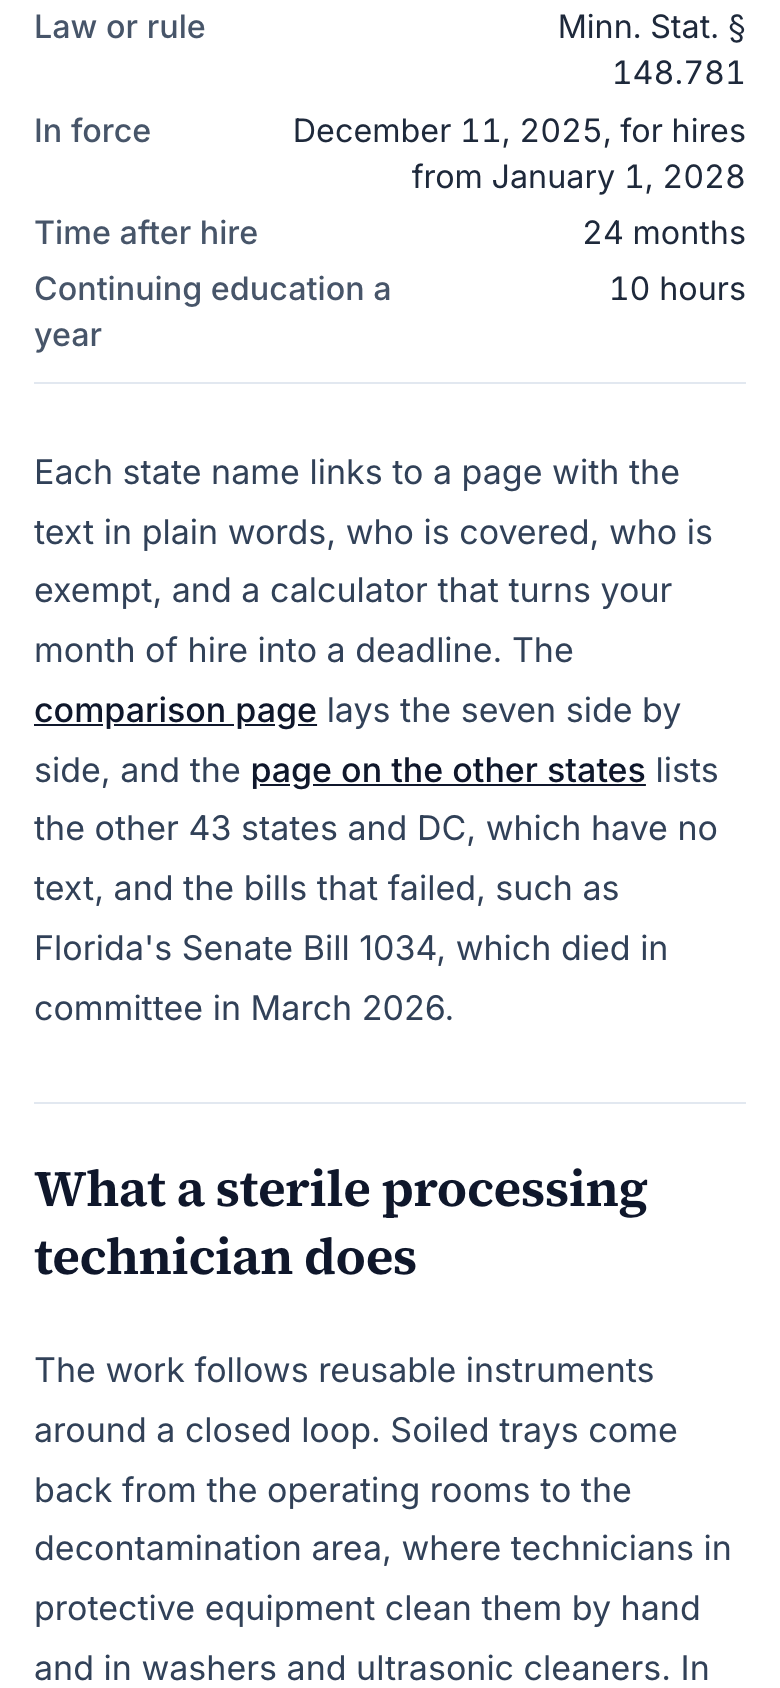 Law or rule
Minn. Stat. §
148.781
In force
December 11, 2025, for hires
from January 1, 2028
Time after hire
24 months
Continuing education a
year
10 hours
Each state name links to a page with the
text in plain words, who is covered, who is
exempt, and a calculator that turns your
month of hire into a deadline. The
comparison page lays the seven side by
side, and the page on the other states lists
the other 43 states and DC, which have no
text, and the bills that failed, such as
Florida's Senate Bill 1034, which died in
committee in March 2026.
What a sterile processing
technician does
The work follows reusable instruments
around a closed loop. Soiled trays come
back from the operating rooms to the
decontamination area, where technicians in
protective equipment clean them by hand
and in washers and ultrasonic cleaners. In